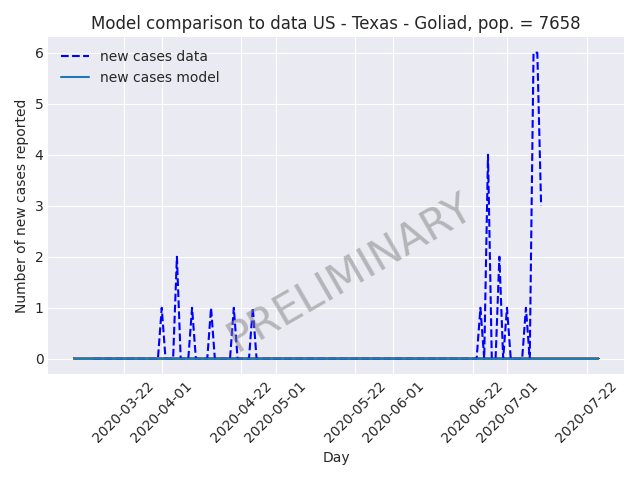 Model comparison to data US - Texas - Goliad, pop. = 7658
new cases data
new cases model
Number of new cases reported
6
5
4
3
2
1
0
PRELIMINARY
2020-03-22
2020-04-01
2020-04-22
2020-05-01
2020-05-22
2020-06-01
2020-06-22
2020-07-01
2020-07-22
Day